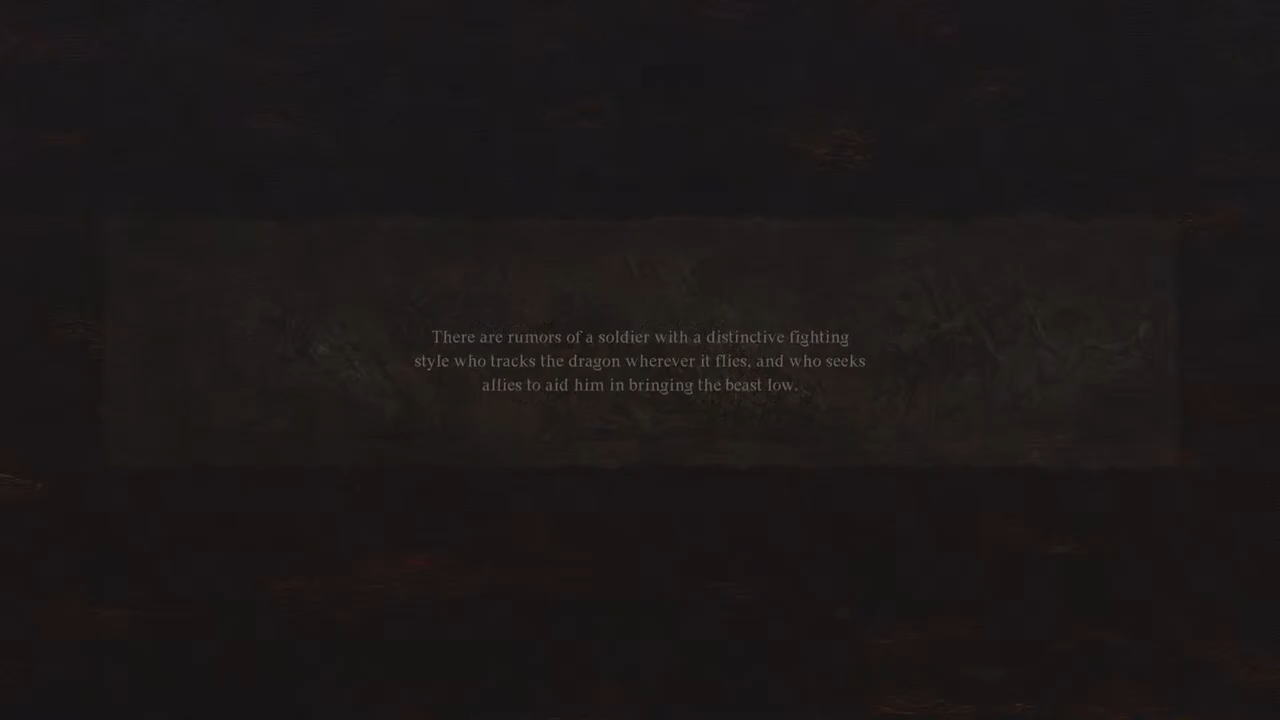 There are rumors of a soldier with a distinctive fighting
style who tracks the dragon wherever it flies, and who seeks
allies to aid him in bringing the beast low.